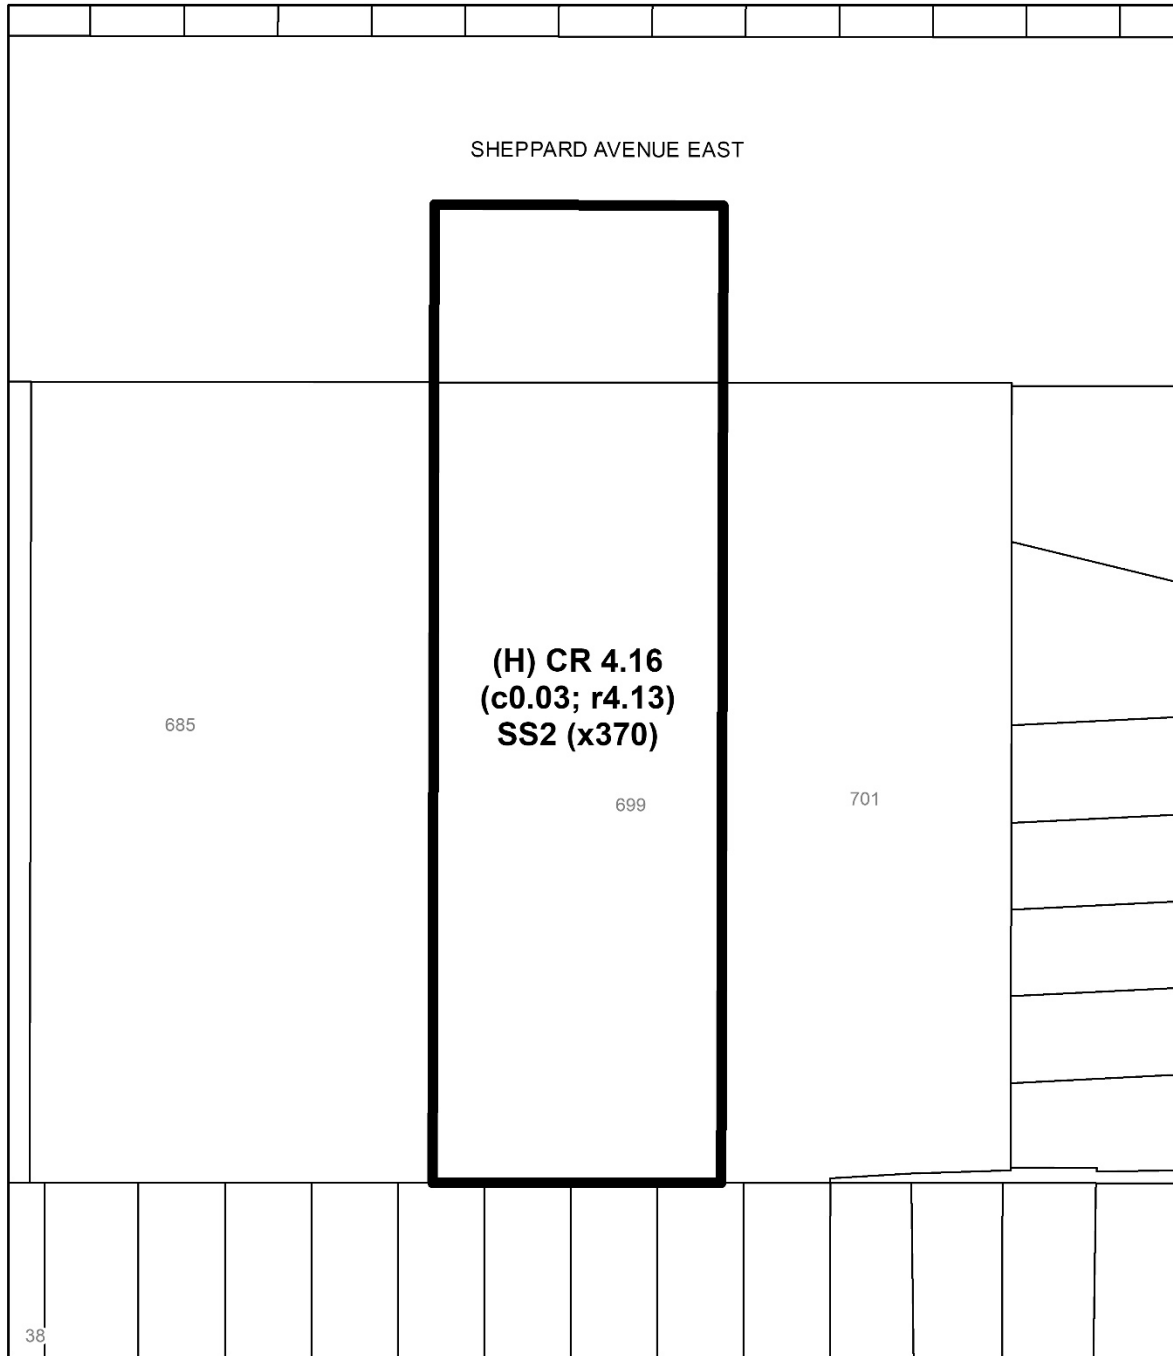 SHEPPARD AVENUE EAST
(H) CR 4.16
(c0.03; r4.13)
SS2 (x370)
685
699
701
38